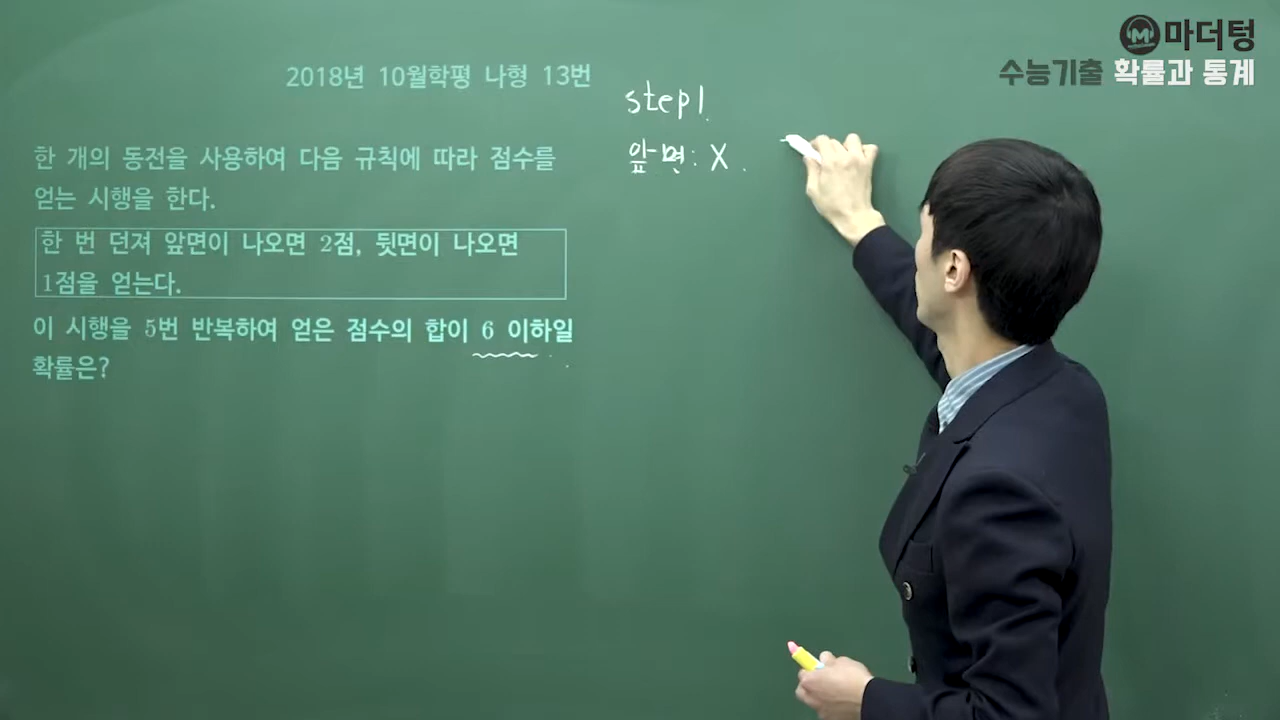 마더텅
수능기출 확률과 통계
2018년 10월학평 나형 13번
한 개의 동전을 사용하여 다음 규칙에 따라 점수를
얻는 시행을 한다.
한 번 던져 앞면이 나오면 2점, 뒷면이 나오면
1점을 얻는다.
이 시행을 5번 반복하여 얻은 점수의 합이 6 이하일
확률은?
step1.
앞면: X.